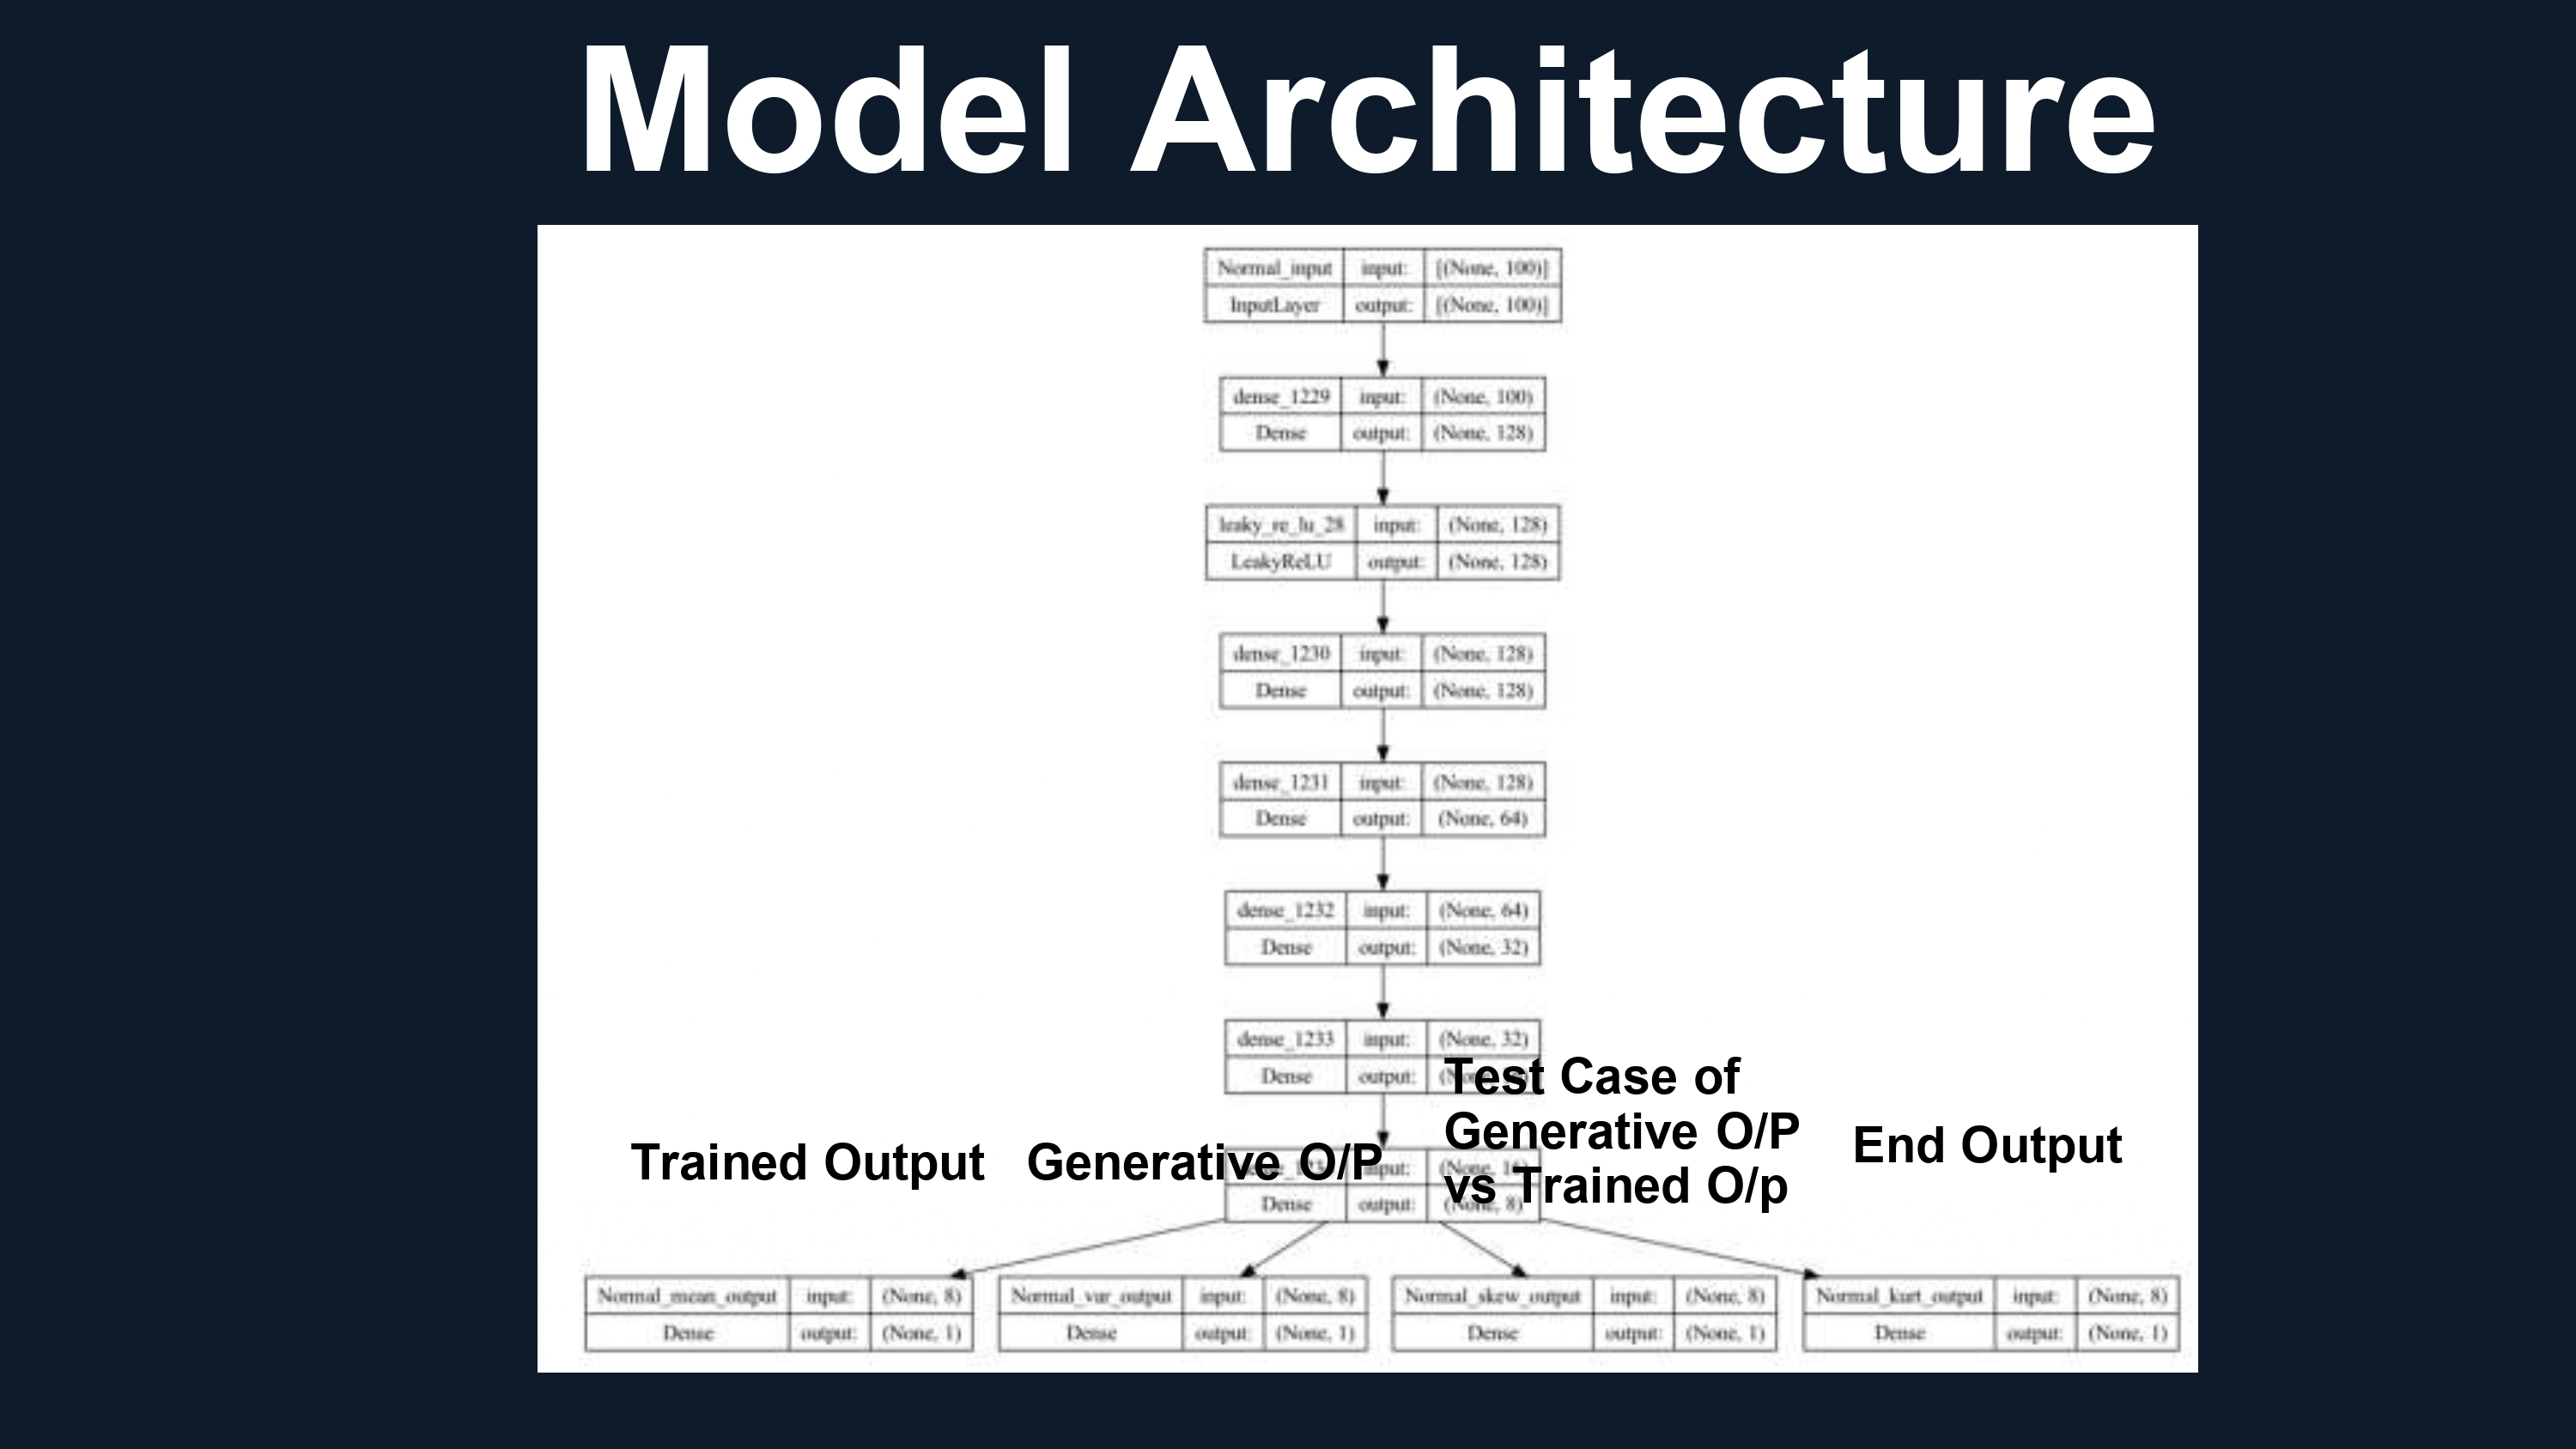 Model Architecture
Normal_input input: [(None, 100)]
InputLayer output: [(None, 100)]
dense_1229 input: (None, 100)
Dense output: (None, 128)
leaky_re_lu_28 input: (None, 128)
LeakyReLU output: (None, 128)
dense_1230 input: (None, 128)
Dense output: (None, 128)
dense_1231 input: (None, 128)
Dense output: (None, 64)
dense_1232 input: (None, 64)
Dense output: (None, 32)
dense_1233 input: (None, 32)
Dense output:
Test Case of
Generative O/P
vs Trained O/p
Trained Output
Generative O/P
End Output
input: (None, 16)
Dense output: (None, 8)
Normal_mean_output input: (None, 8)
Dense output: (None, 1)
Normal_var_output input: (None, 8)
Dense output: (None, 1)
Normal_skew_output input: (None, 8)
Dense output: (None, 1)
Normal_kurt_output input: (None, 8)
Dense output: (None, 1)